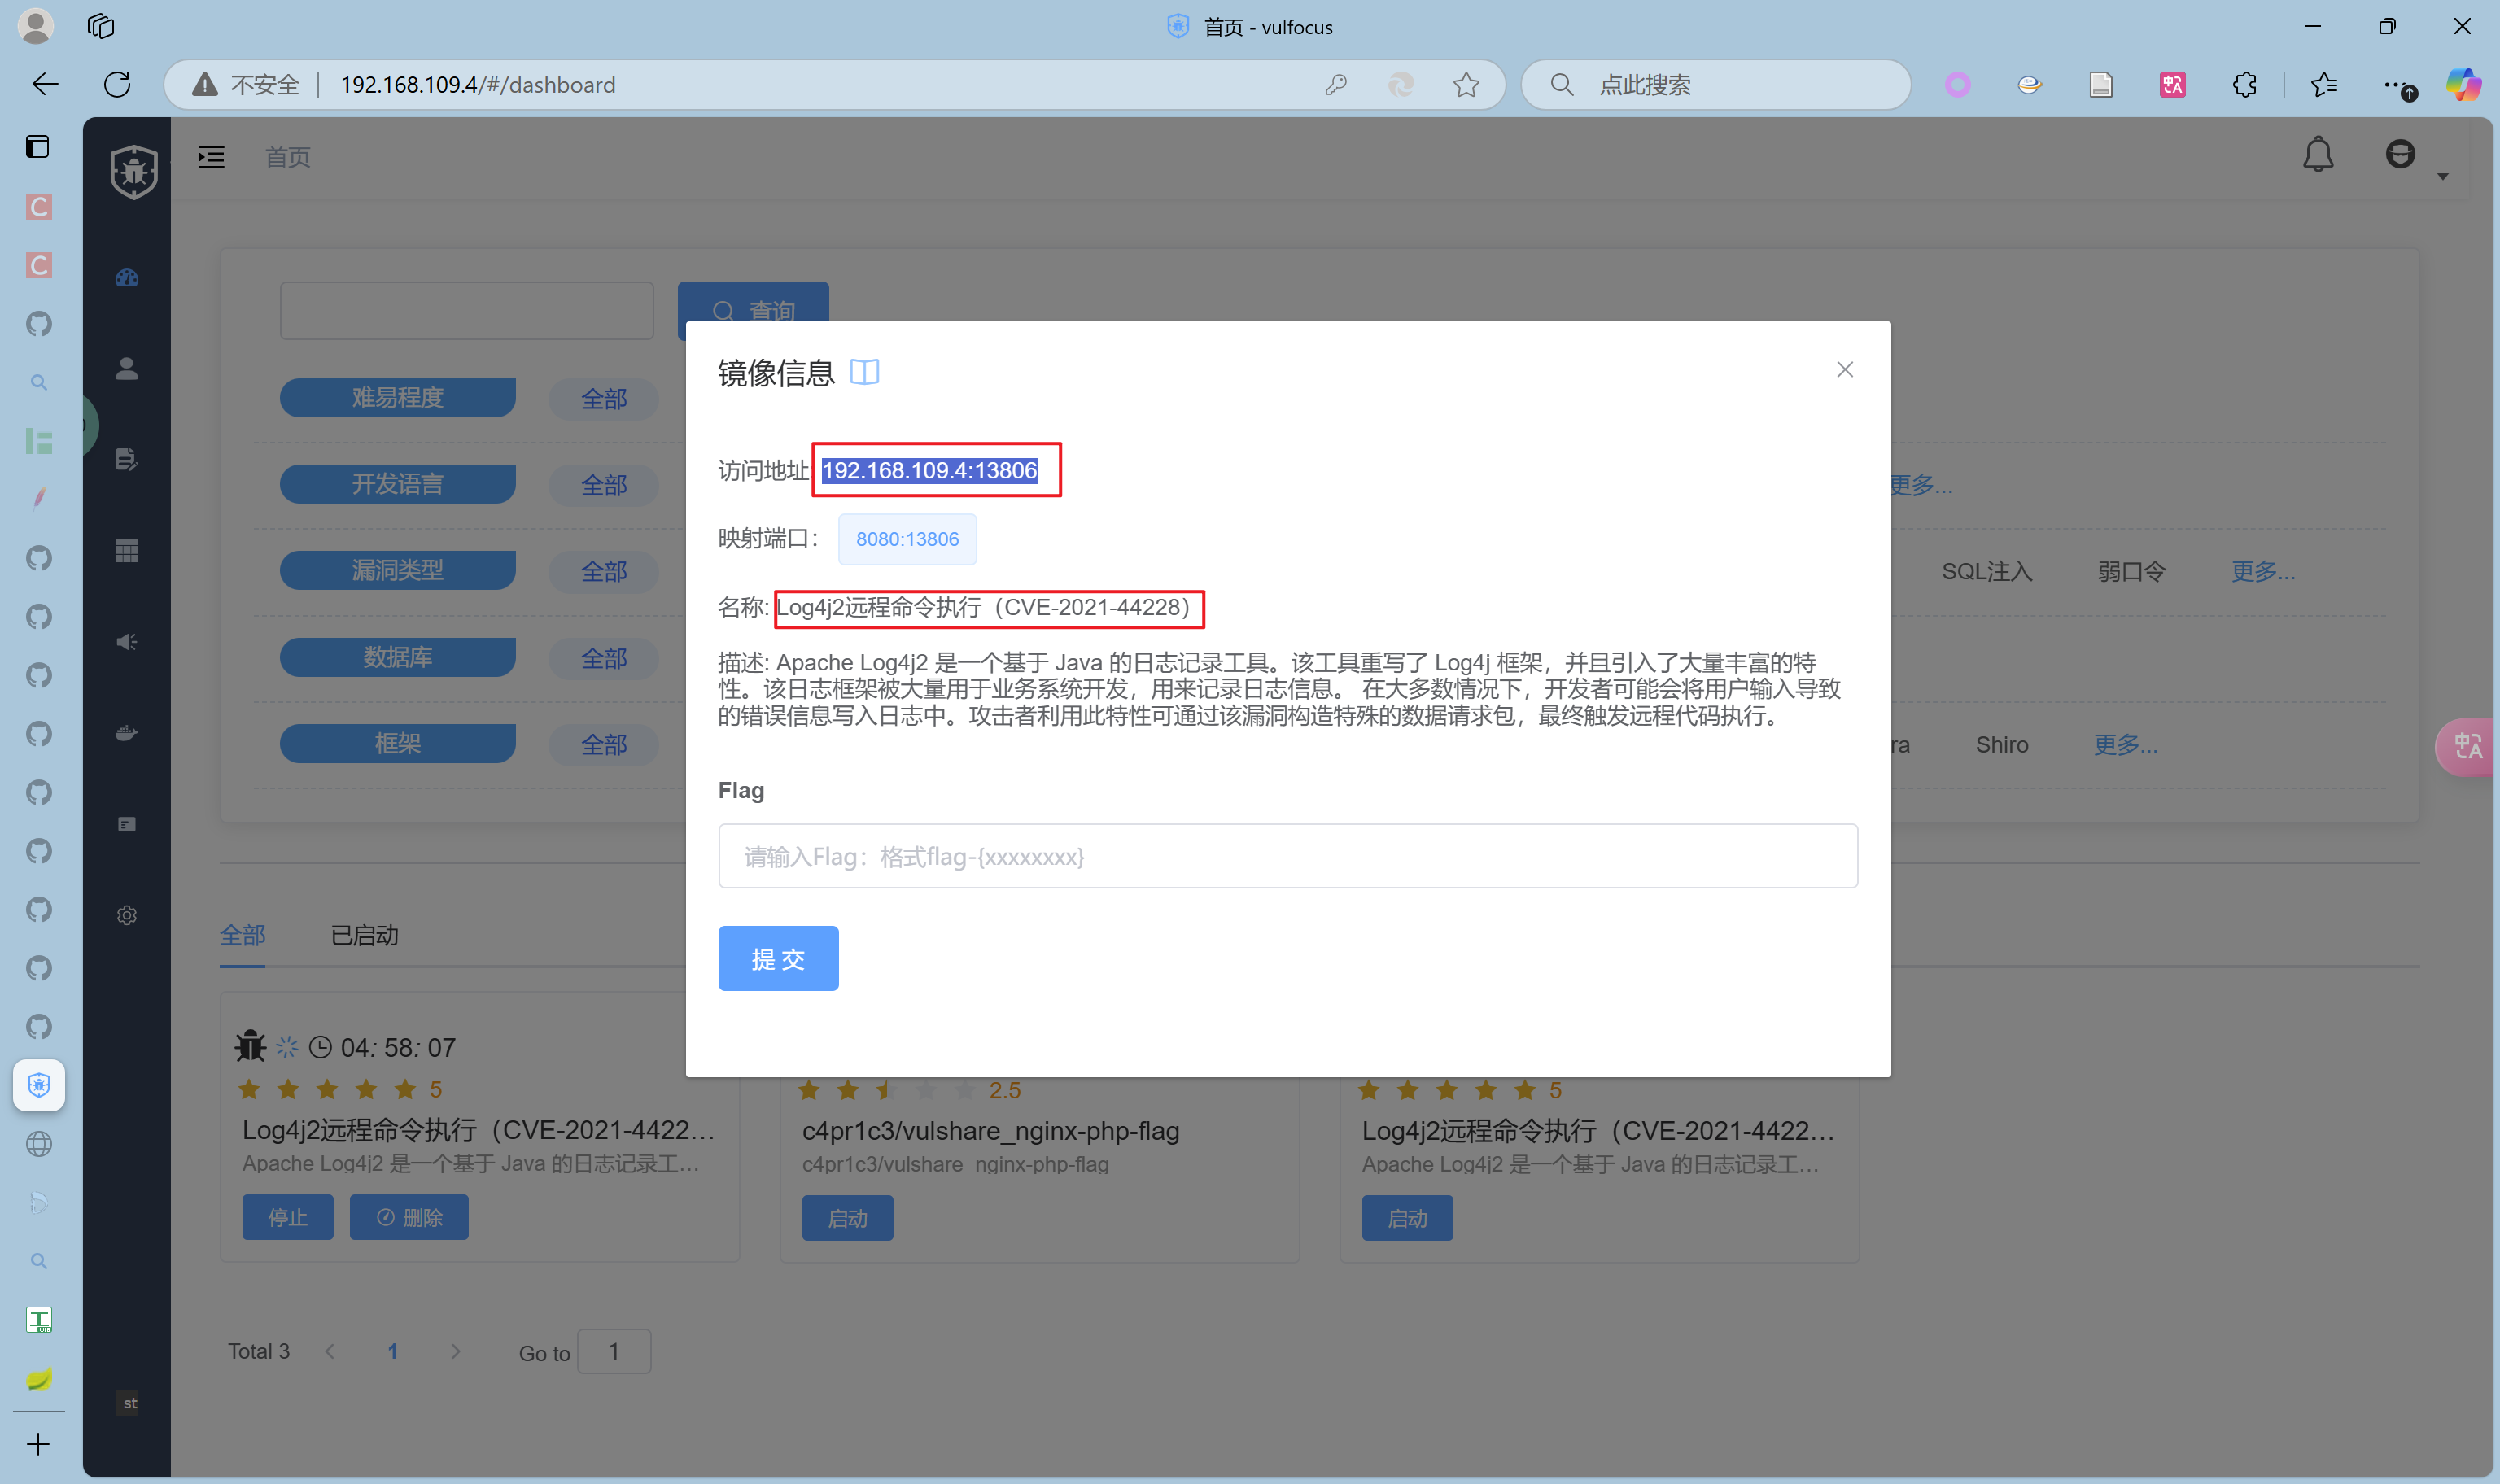 首页 - vulfocus
不安全 192.168.109.4/#/dashboard 点此搜索
首页
查询
难易程度 全部
开发语言 全部 更多...
漏洞类型 全部 SQL注入 弱口令 更多...
数据库 全部
框架 全部 ra Shiro 更多...
镜像信息
访问地址 192.168.109.4:13806
映射端口： 8080:13806
名称: Log4j2远程命令执行（CVE-2021-44228）
描述: Apache Log4j2 是一个基于 Java 的日志记录工具。该工具重写了 Log4j 框架，并且引入了大量丰富的特
性。该日志框架被大量用于业务系统开发，用来记录日志信息。 在大多数情况下，开发者可能会将用户输入导致
的错误信息写入日志中。攻击者利用此特性可通过该漏洞构造特殊的数据请求包，最终触发远程代码执行。
Flag
请输入Flag：格式flag-{xxxxxxxx}
提 交
全部 已启动
04: 58: 07
5 2.5 5
Log4j2远程命令执行（CVE-2021-4422... c4pr1c3/vulshare_nginx-php-flag Log4j2远程命令执行（CVE-2021-4422...
Apache Log4j2 是一个基于 Java 的日志记录工... c4pr1c3/vulshare_nginx-php-flag Apache Log4j2 是一个基于 Java 的日志记录工...
停止 删除 启动 启动
Total 3 1 Go to 1
st